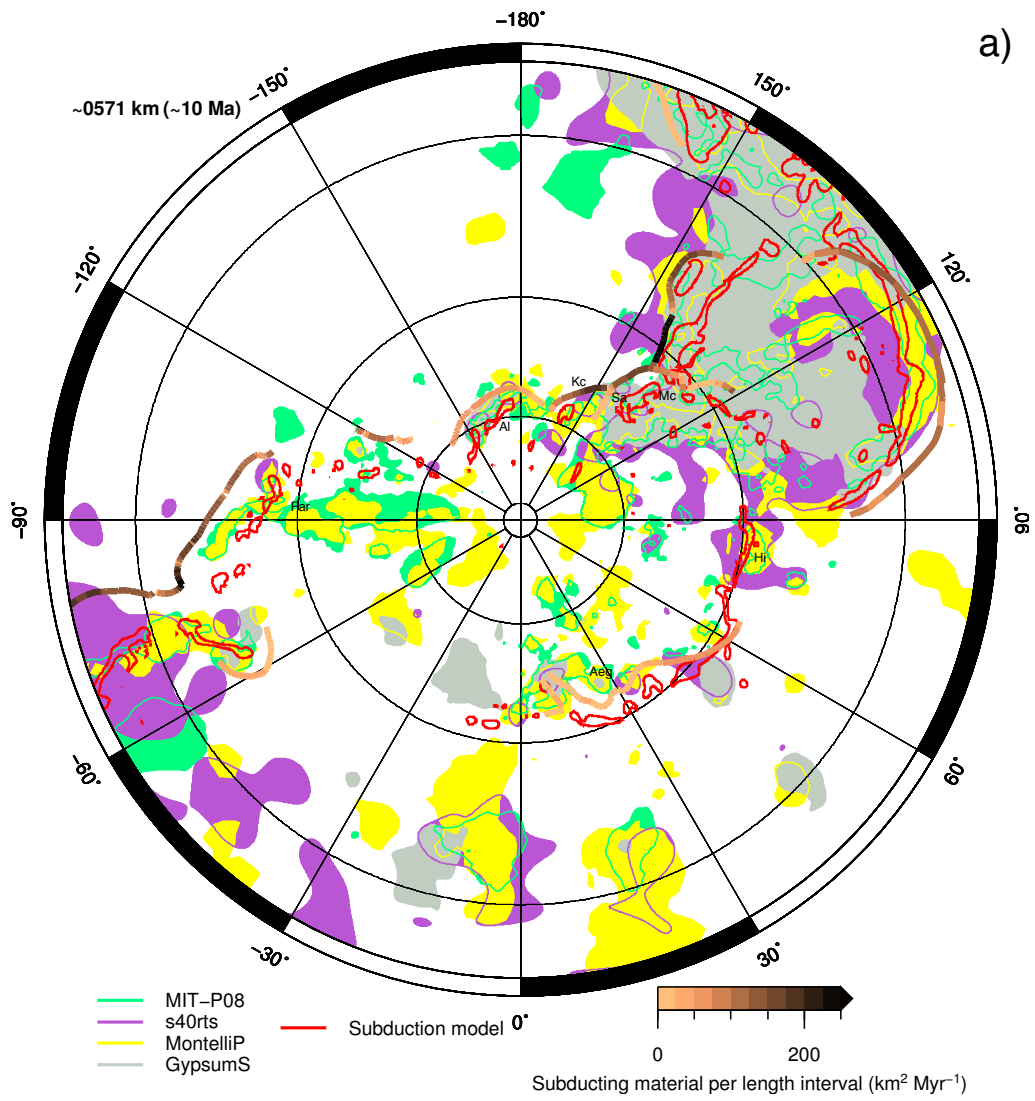 −180˚
a)
−150˚
150˚
~0571 km (~10 Ma)
−120˚
120˚
Kc
Sa
Mc
Al
Far
−90˚
90˚
Hi
Aeg
−60˚
60˚
−30˚
30˚
0˚
MIT−P08
s40rts
MontelliP
GypsumS
Subduction model
0
200
Subducting material per length interval (km² Myr⁻¹)